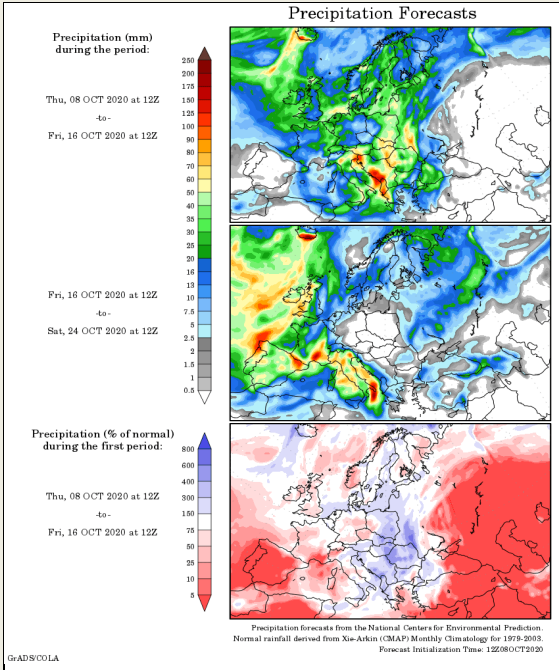 Precipitation Forecasts
Precipitation (mm)
during the period:
Thu, 08 OCT 2020 at 12Z
-to-
Fri, 16 OCT 2020 at 12Z
250
200
175
150
125
100
90
80
70
60
50
40
35
30
25
20
16
13
10
7.5
5
2.5
2
1.5
1
0.5
Fri, 16 OCT 2020 at 12Z
-to-
Sat, 24 OCT 2020 at 12Z
Precipitation (% of normal)
during the first period:
Thu, 08 OCT 2020 at 12Z
-to-
Fri, 16 OCT 2020 at 12Z
800
600
400
300
150
75
50
25
10
5
Precipitation forecasts from the National Centers for Environmental Prediction.
Normal rainfall derived from Xie-Arkin (CMAP) Monthly Climatology for 1979-2003.
Forecast Initialization Time: 12Z08OCT2020
GrADS/COLA